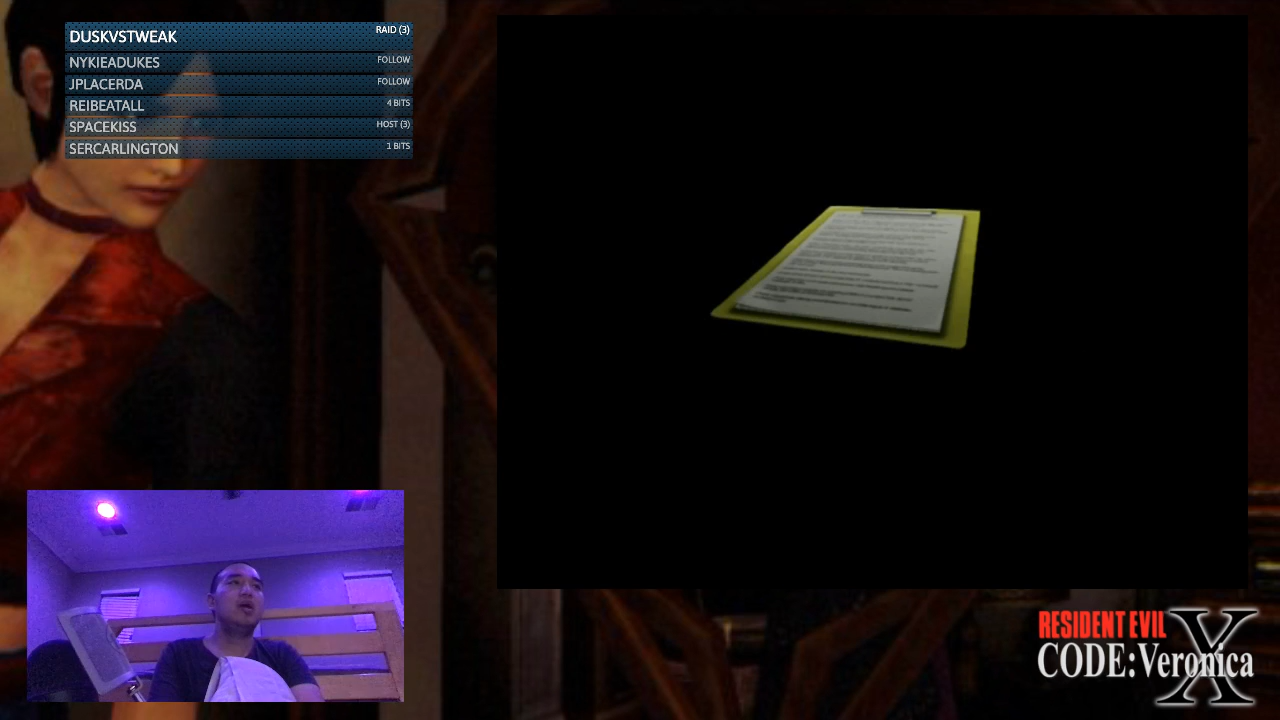 DUSKVSTWEAK RAID (3)
NYKIEADUKES FOLLOW
JPLACERDA FOLLOW
REIBEATALL 4 BITS
SPACEKISS HOST (3)
SERCARLINGTON 1 BITS
RESIDENT EVIL
CODE:Veronica
X